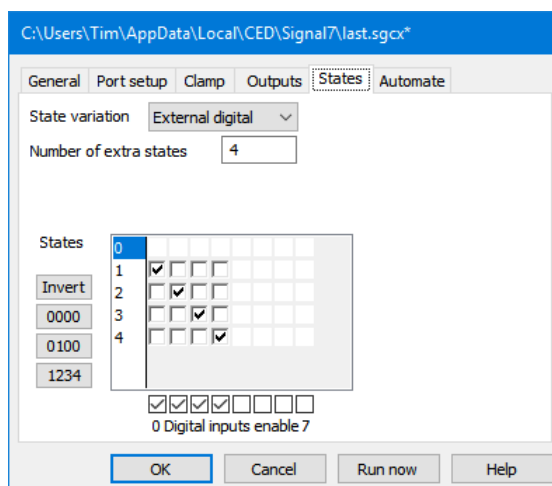 C:\Users\Tim\AppData\Local\CED\Signal7\last.sgcx*
General Port setup Clamp Outputs States Automate
State variation External digital
Number of extra states 4
States
0
1
Invert
2
0000
3
0100
4
1234
0 Digital inputs enable 7
OK Cancel Run now Help